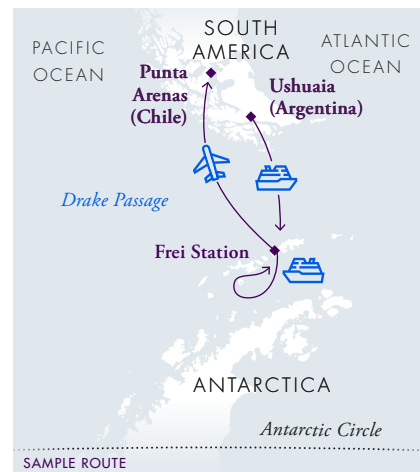 SOUTH
AMERICA
PACIFIC
OCEAN
ATLANTIC
OCEAN
Punta
Arenas
(Chile)
Ushuaia
(Argentina)
Drake Passage
Frei Station
ANTARCTICA
Antarctic Circle
SAMPLE ROUTE